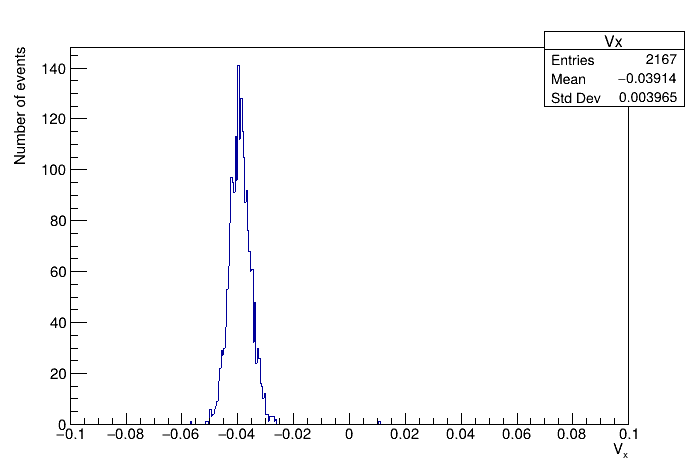 Vx
Entries 2167
Mean −0.03914
Std Dev 0.003965
Number of events
140
120
100
80
60
40
20
0
−0.1 −0.08 −0.06 −0.04 −0.02 0 0.02 0.04 0.06 0.08 0.1
Vx